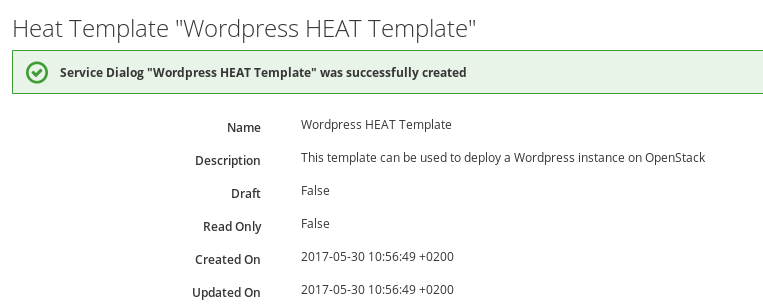 Heat Template "Wordpress HEAT Template"
Service Dialog "Wordpress HEAT Template" was successfully created
Name Wordpress HEAT Template
Description This template can be used to deploy a Wordpress instance on OpenStack
Draft False
Read Only False
Created On 2017-05-30 10:56:49 +0200
Updated On 2017-05-30 10:56:49 +0200